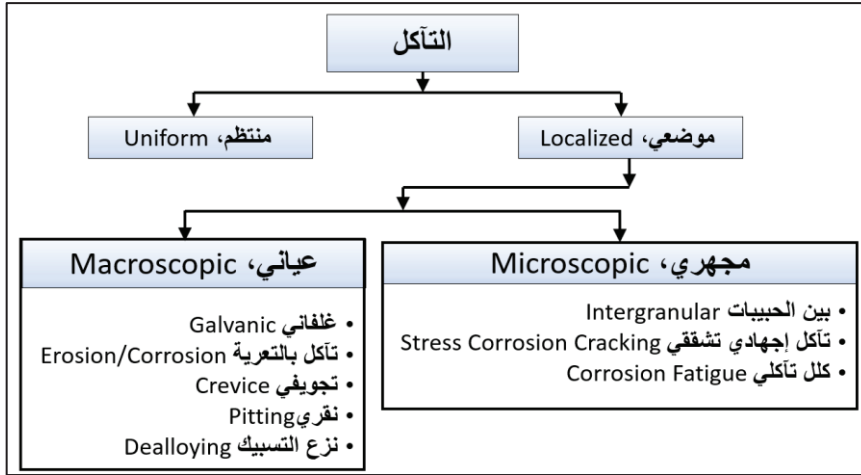 التآكل
موضعي، Localized
منتظم، Uniform
مجهري، Microscopic
• بين الحبيبات Intergranular
• تآكل إجهادي تشققي Stress Corrosion Cracking
• كلل تآكلي Corrosion Fatigue
عياني، Macroscopic
• غلفاني Galvanic
• تآكل بالتعرية Erosion/Corrosion
• تجويفي Crevice
• نقري Pitting
• نزع التسبيك Dealloying